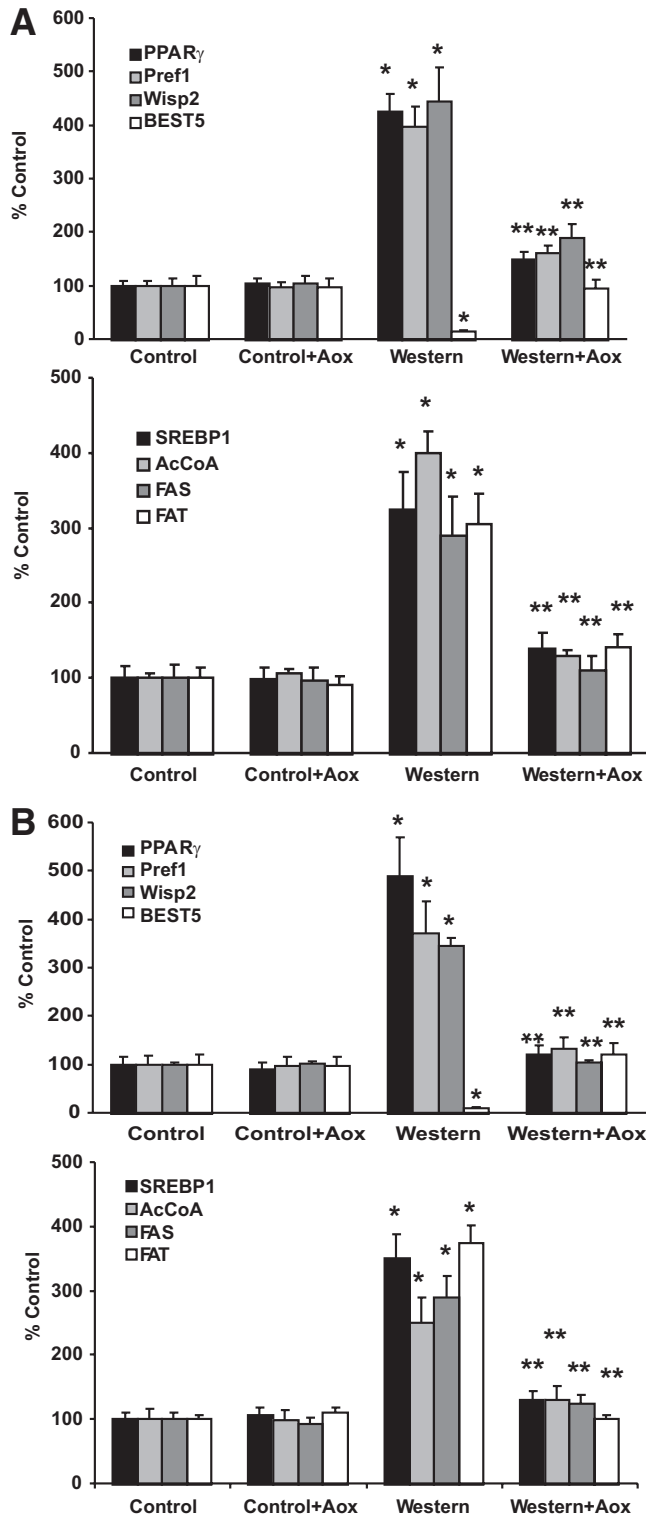 A
600
500
400
300
200
100
0
% Control
PPARγ
Pref1
Wisp2
BEST5
* * * *
** ** ** **
Control Control+Aox Western Western+Aox
500
400
300
200
100
0
% Control
SREBP1
AcCoA
FAS
FAT
* * * *
** ** ** **
Control Control+Aox Western Western+Aox
B
600
500
400
300
200
100
0
% Control
PPARγ
Pref1
Wisp2
BEST5
* * * *
** ** ** **
Control Control+Aox Western Western+Aox
500
400
300
200
100
0
% Control
SREBP1
AcCoA
FAS
FAT
* * * *
** ** ** **
Control Control+Aox Western Western+Aox